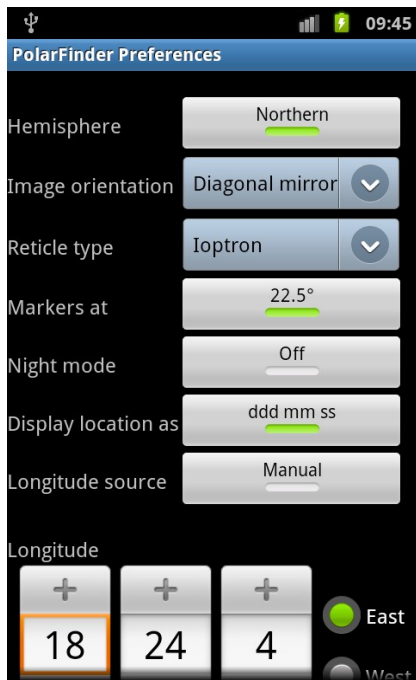 09:45
PolarFinder Preferences
Hemisphere Northern
Image orientation Diagonal mirror
Reticle type Ioptron
Markers at 22.5°
Night mode Off
Display location as ddd mm ss
Longitude source Manual
Longitude
+ + +
18 24 4 East
West